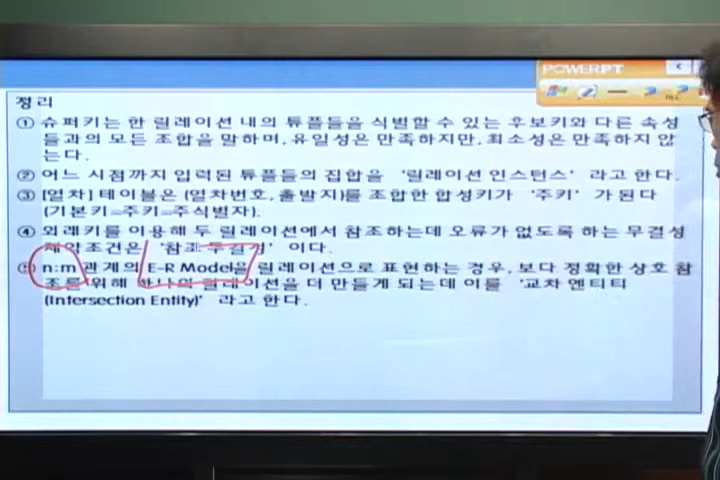 POWERPT
정리
① 슈퍼키는 한 릴레이션 내의 튜플들을 식별할 수 있는 후보키와 다른 속성
들과의 모든 조합을 말하며, 유일성은 만족하지만, 최소성은 만족하지 않
는다.
② 어느 시점까지 입력된 튜플들의 집합을 '릴레이션 인스턴스' 라고 한다.
③ [열차] 테이블은 (열차번호, 출발지)를 조합한 합성키가 '주키' 가 된다
(기본키=주키=주식별자).
④ 외래키를 이용해 두 릴레이션에서 참조하는데 오류가 없도록 하는 무결성
제약조건은 '참조 무결성' 이다.
⑤ n:m 관계의 E-R Model을 릴레이션으로 표현하는 경우, 보다 정확한 상호 참
조를 위해 하나의 릴레이션을 더 만들게 되는데 이를 '교차 엔티티
(Intersection Entity)' 라고 한다.